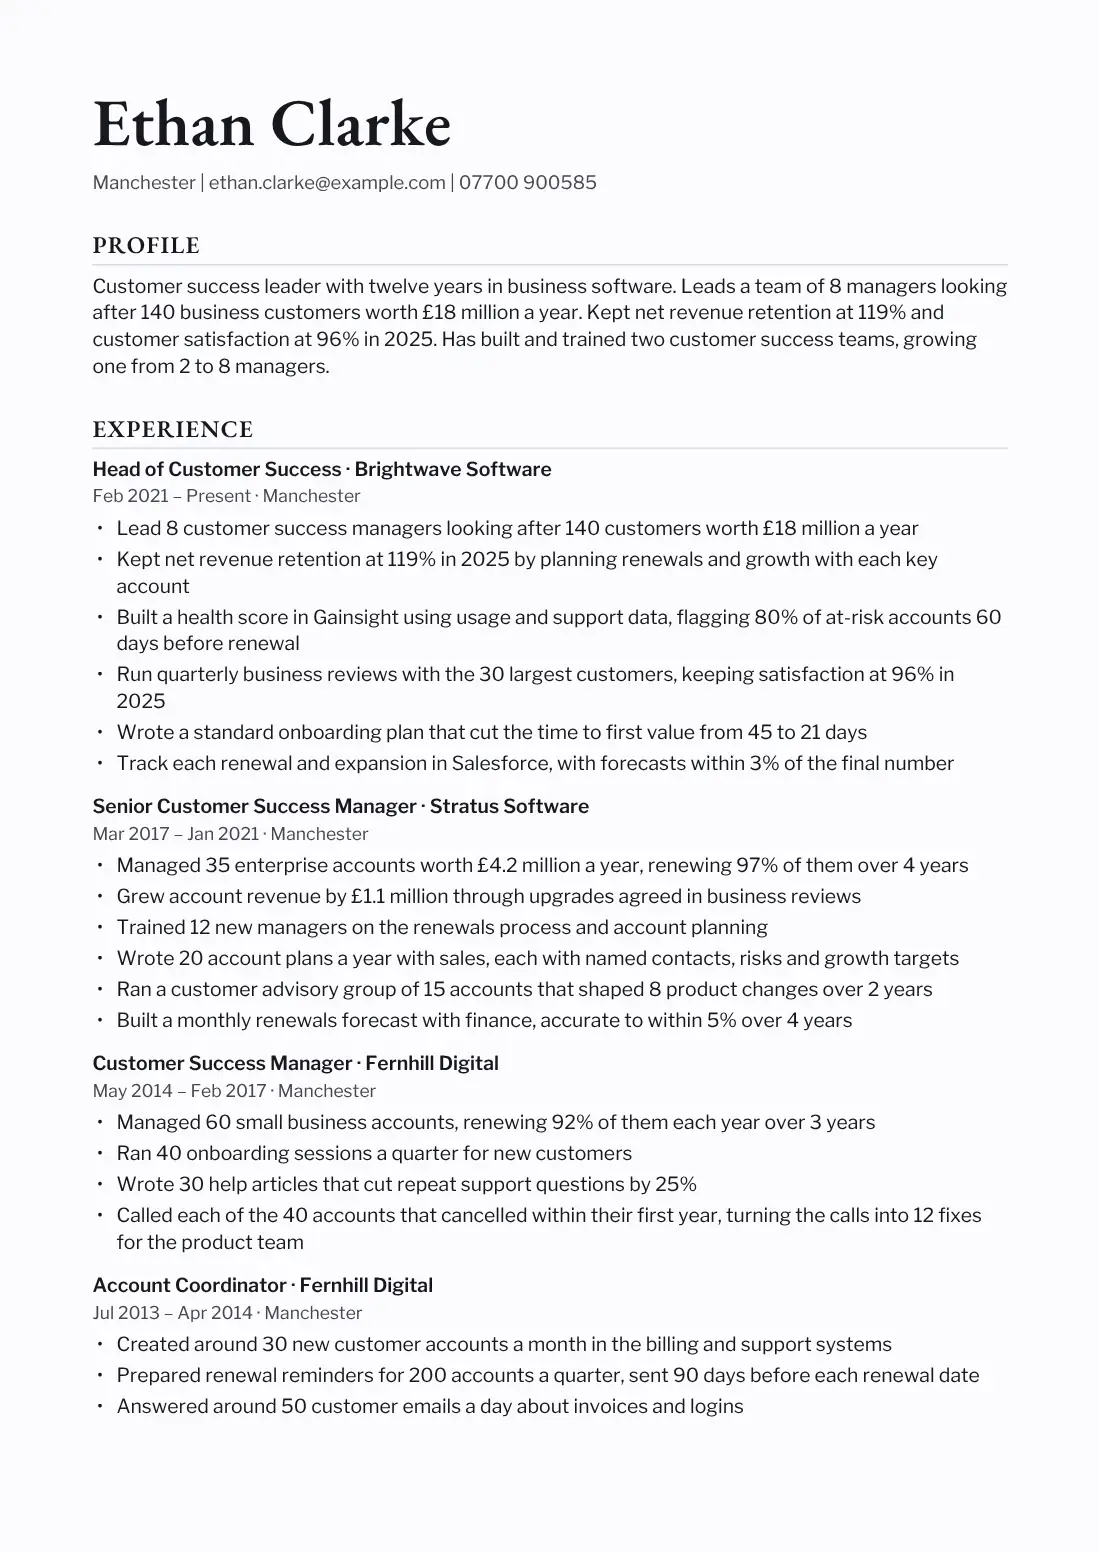 Ethan Clarke
Manchester | ethan.clarke@example.com | 07700 900585
PROFILE
Customer success leader with twelve years in business software. Leads a team of 8 managers looking
after 140 business customers worth £18 million a year. Kept net revenue retention at 119% and
customer satisfaction at 96% in 2025. Has built and trained two customer success teams, growing
one from 2 to 8 managers.
EXPERIENCE
Head of Customer Success · Brightwave Software
Feb 2021 – Present · Manchester
• Lead 8 customer success managers looking after 140 customers worth £18 million a year
• Kept net revenue retention at 119% in 2025 by planning renewals and growth with each key
account
• Built a health score in Gainsight using usage and support data, flagging 80% of at-risk accounts 60
days before renewal
• Run quarterly business reviews with the 30 largest customers, keeping satisfaction at 96% in
2025
• Wrote a standard onboarding plan that cut the time to first value from 45 to 21 days
• Track each renewal and expansion in Salesforce, with forecasts within 3% of the final number
Senior Customer Success Manager · Stratus Software
Mar 2017 – Jan 2021 · Manchester
• Managed 35 enterprise accounts worth £4.2 million a year, renewing 97% of them over 4 years
• Grew account revenue by £1.1 million through upgrades agreed in business reviews
• Trained 12 new managers on the renewals process and account planning
• Wrote 20 account plans a year with sales, each with named contacts, risks and growth targets
• Ran a customer advisory group of 15 accounts that shaped 8 product changes over 2 years
• Built a monthly renewals forecast with finance, accurate to within 5% over 4 years
Customer Success Manager · Fernhill Digital
May 2014 – Feb 2017 · Manchester
• Managed 60 small business accounts, renewing 92% of them each year over 3 years
• Ran 40 onboarding sessions a quarter for new customers
• Wrote 30 help articles that cut repeat support questions by 25%
• Called each of the 40 accounts that cancelled within their first year, turning the calls into 12 fixes
for the product team
Account Coordinator · Fernhill Digital
Jul 2013 – Apr 2014 · Manchester
• Created around 30 new customer accounts a month in the billing and support systems
• Prepared renewal reminders for 200 accounts a quarter, sent 90 days before each renewal date
• Answered around 50 customer emails a day about invoices and logins